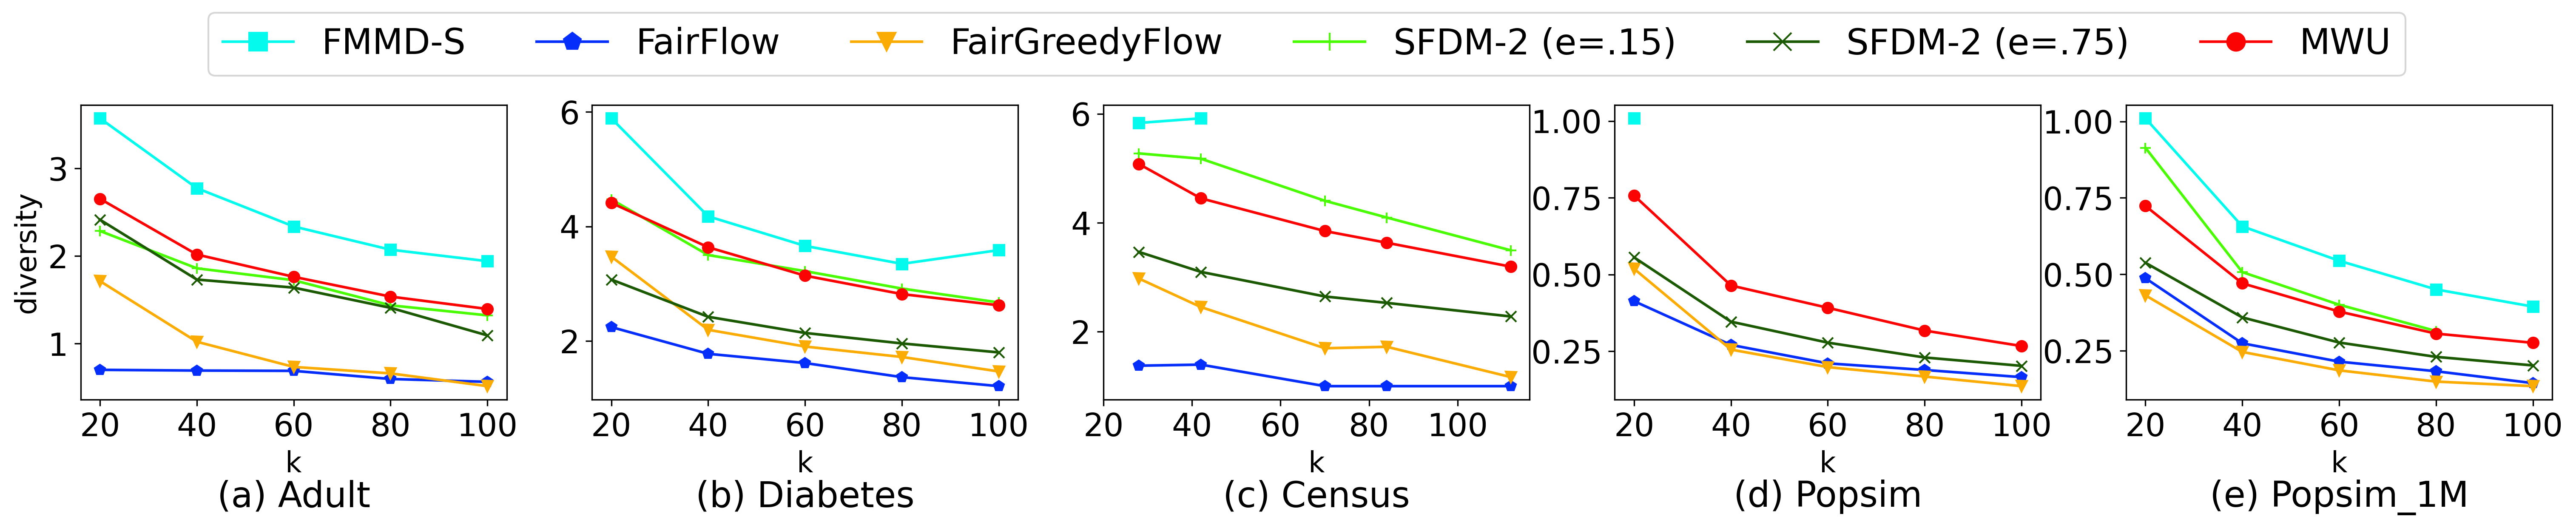 FMMD-S FairFlow FairGreedyFlow SFDM-2 (e=.15) SFDM-2 (e=.75) MWU
diversity
3
2
1
20 40 60 80 100
k
(a) Adult
6
4
2
20 40 60 80 100
k
(b) Diabetes
6
4
2
20 40 60 80 100
k
(c) Census
1.00
0.75
0.50
0.25
20 40 60 80 100
k
(d) Popsim
1.00
0.75
0.50
0.25
20 40 60 80 100
k
(e) Popsim_1M